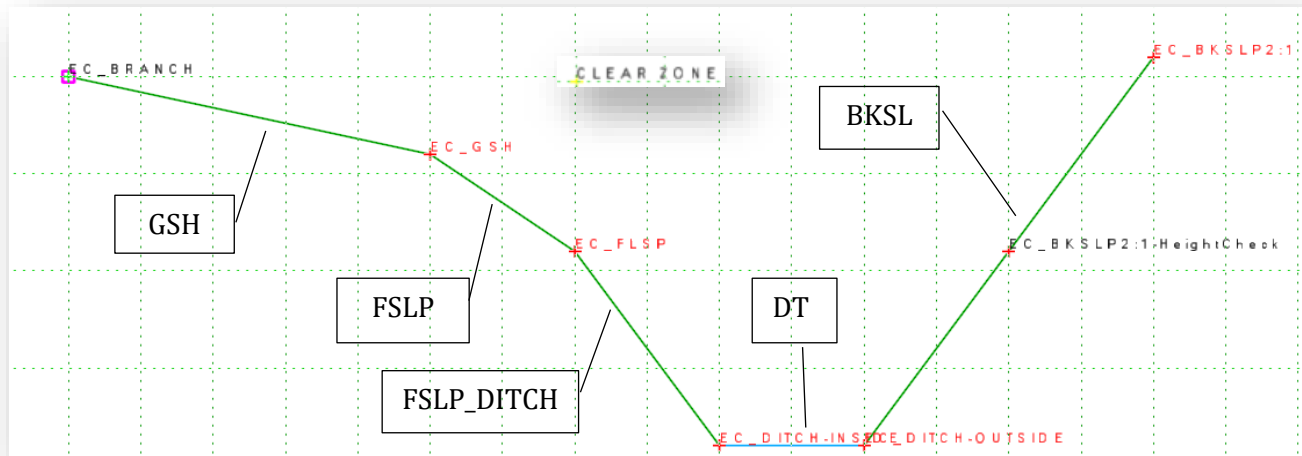 EC_BKSLP2:1
EC_BRANCH
CLEAR ZONE
BKSL
EC_GSH
GSH
EC_FLSP
EC_BKSLP2:1-HeightCheck
FSLP
DT
FSLP_DITCH
EC_DITCH-INSIDE
EC_DITCH-OUTSIDE